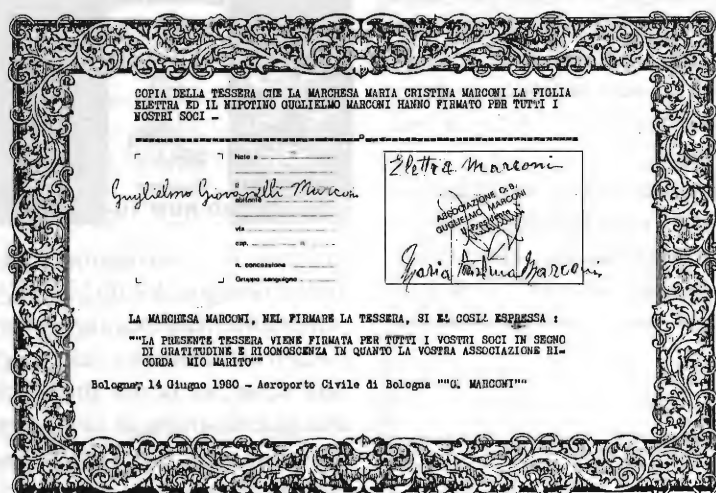 COPIA DELLA TESSERA CHE LA MARCHESA MARIA CRISTINA MARCONI LA FIGLIA
ELETTRA ED IL NIPOTINO GUGLIELMO MARCONI HANNO FIRMATO PER TUTTI I
NOSTRI SOCI -
Nato a
Guglielmo Giovanelli Marconi
abitante
via
cap. n.
n. concessione
Gruppo sanguigno
Elettra Marconi
ASSOCIAZIONE C.B.
GUGLIELMO MARCONI
Il Presidente
Maria Cristina Marconi
LA MARCHESA MARCONI, NEL FIRMARE LA TESSERA, SI E' COSI' ESPRESSA :
""LA PRESENTE TESSERA VIENE FIRMATA PER TUTTI I VOSTRI SOCI IN SEGNO
DI GRATITUDINE E RICONOSCENZA IN QUANTO LA VOSTRA ASSOCIAZIONE RI-
CORDA MIO MARITO""
Bologna, 14 Giugno 1980 - Aeroporto Civile di Bologna ""G. MARCONI""